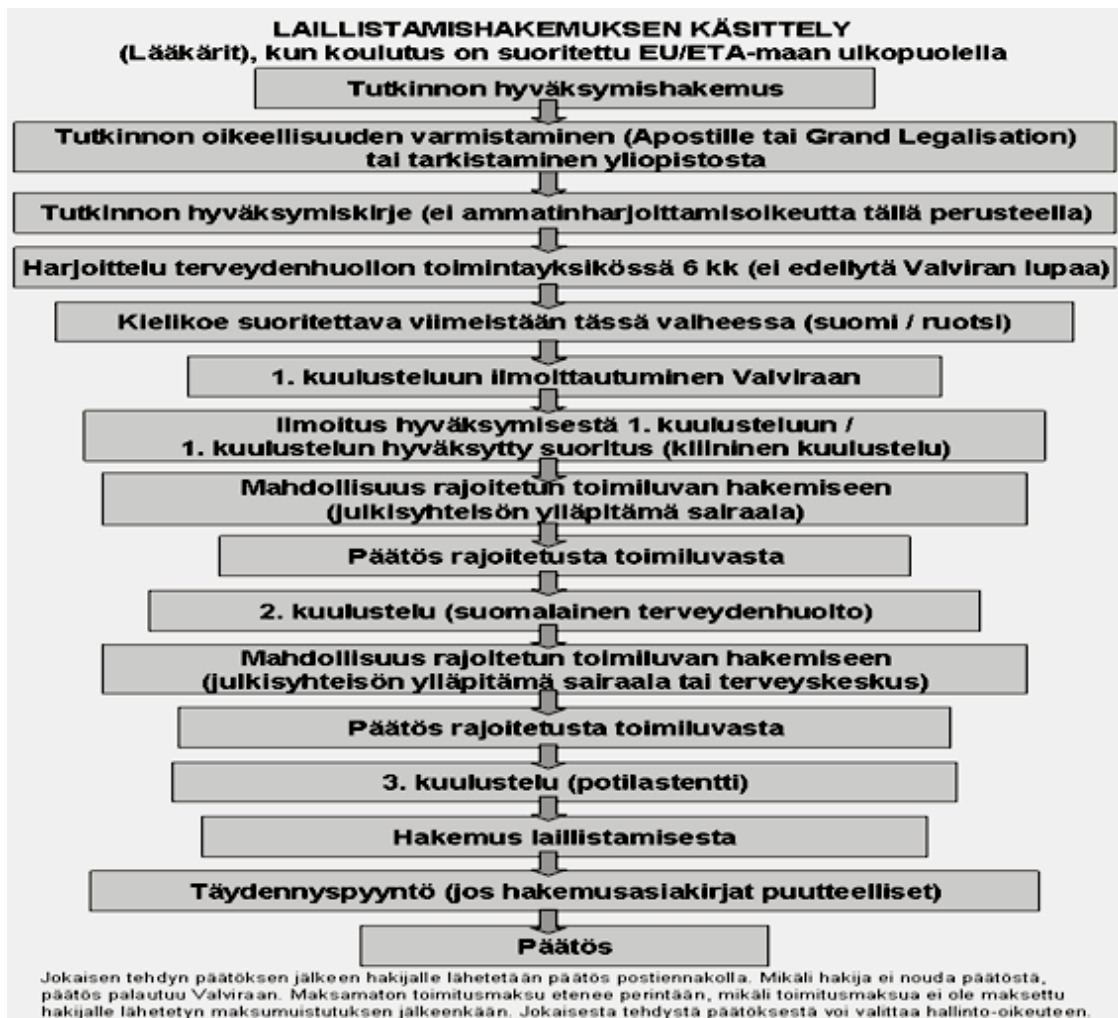 LAILLISTAMISHAKEMUKSEN KÄSITTELY
(Lääkärit), kun koulutus on suoritettu EU/ETA-maan ulkopuolella
Tutkinnon hyväksymishakemus
Tutkinnon oikeellisuuden varmistaminen (Apostille tai Grand Legalisation)
tai tarkistaminen yliopistosta
Tutkinnon hyväksymiskirje (ei ammatinharjoittamisoikeutta tällä perusteella)
Harjoittelu terveydenhuollon toimintayksikössä 6 kk (ei edellytä Valviran lupaa)
Kielikoe suoritettava viimeistään tässä vaiheessa (suomi / ruotsi)
1. kuulusteluun ilmoittautuminen Valviraan
Ilmoitus hyväksymisestä 1. kuulusteluun /
1. kuulustelun hyväksytty suoritus (kliininen kuulustelu)
Mahdollisuus rajoitetun toimiluvan hakemiseen
(julkisyhteisön ylläpitämä sairaala)
Päätös rajoitetusta toimiluvasta
2. kuulustelu (suomalainen terveydenhuolto)
Mahdollisuus rajoitetun toimiluvan hakemiseen
(julkisyhteisön ylläpitämä sairaala tai terveyskeskus)
Päätös rajoitetusta toimiluvasta
3. kuulustelu (potilastentti)
Hakemus laillistamisesta
Täydennyspyyntö (jos hakemusasiakirjat puutteelliset)
Päätös
Jokaisen tehdyn päätöksen jälkeen hakijalle lähetetään päätös postiennakolla. Mikäli hakija ei nouda päätöstä,
päätös palautuu Valviraan. Maksamaton toimitusmaksu etenee perintään, mikäli toimitusmaksua ei ole maksettu
hakijalle lähetetyn maksumuistutuksen jälkeenkään. Jokaisesta tehdystä päätöksestä voi valittaa hallinto-oikeuteen.